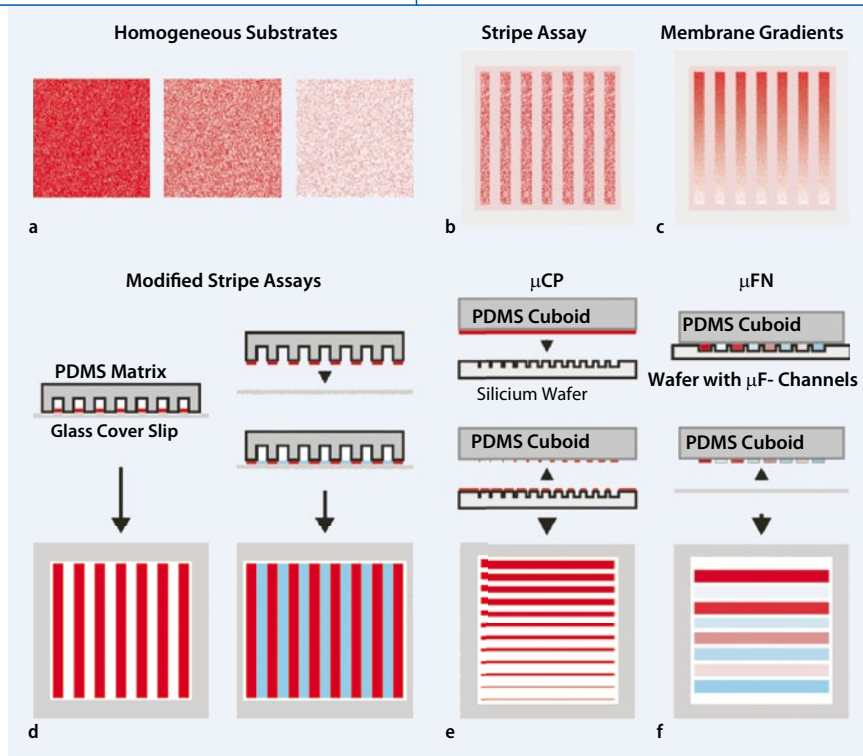 Homogeneous Substrates
Stripe Assay
Membrane Gradients
a
b
c
Modified Stripe Assays
μCP
μFN
PDMS Matrix
Glass Cover Slip
PDMS Cuboid
Silicium Wafer
PDMS Cuboid
PDMS Cuboid
Wafer with μF- Channels
PDMS Cuboid
d
e
f